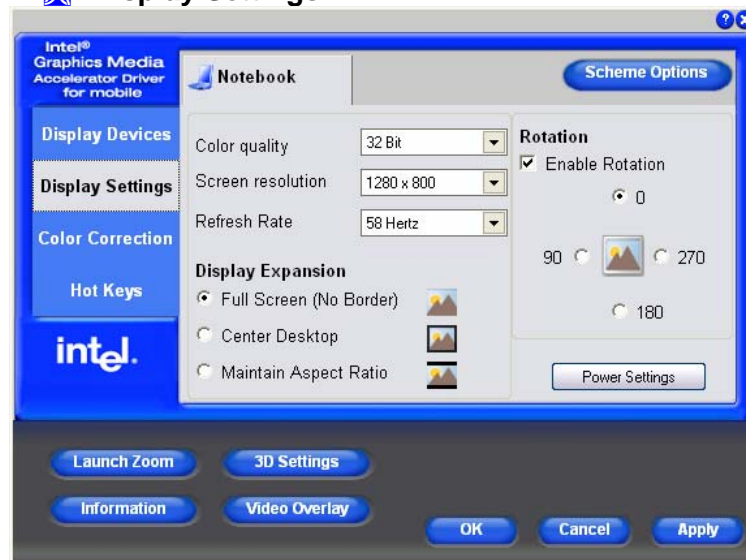 Display Settings
Intel®
Graphics Media
Accelerator Driver
for mobile
Notebook
Scheme Options
Display Devices
Display Settings
Color Correction
Hot Keys
intel.
Color quality
32 Bit
Screen resolution
1280 x 800
Refresh Rate
58 Hertz
Display Expansion
Full Screen (No Border)
Center Desktop
Maintain Aspect Ratio
Rotation
Enable Rotation
0
90
270
180
Power Settings
Launch Zoom
3D Settings
Information
Video Overlay
OK
Cancel
Apply